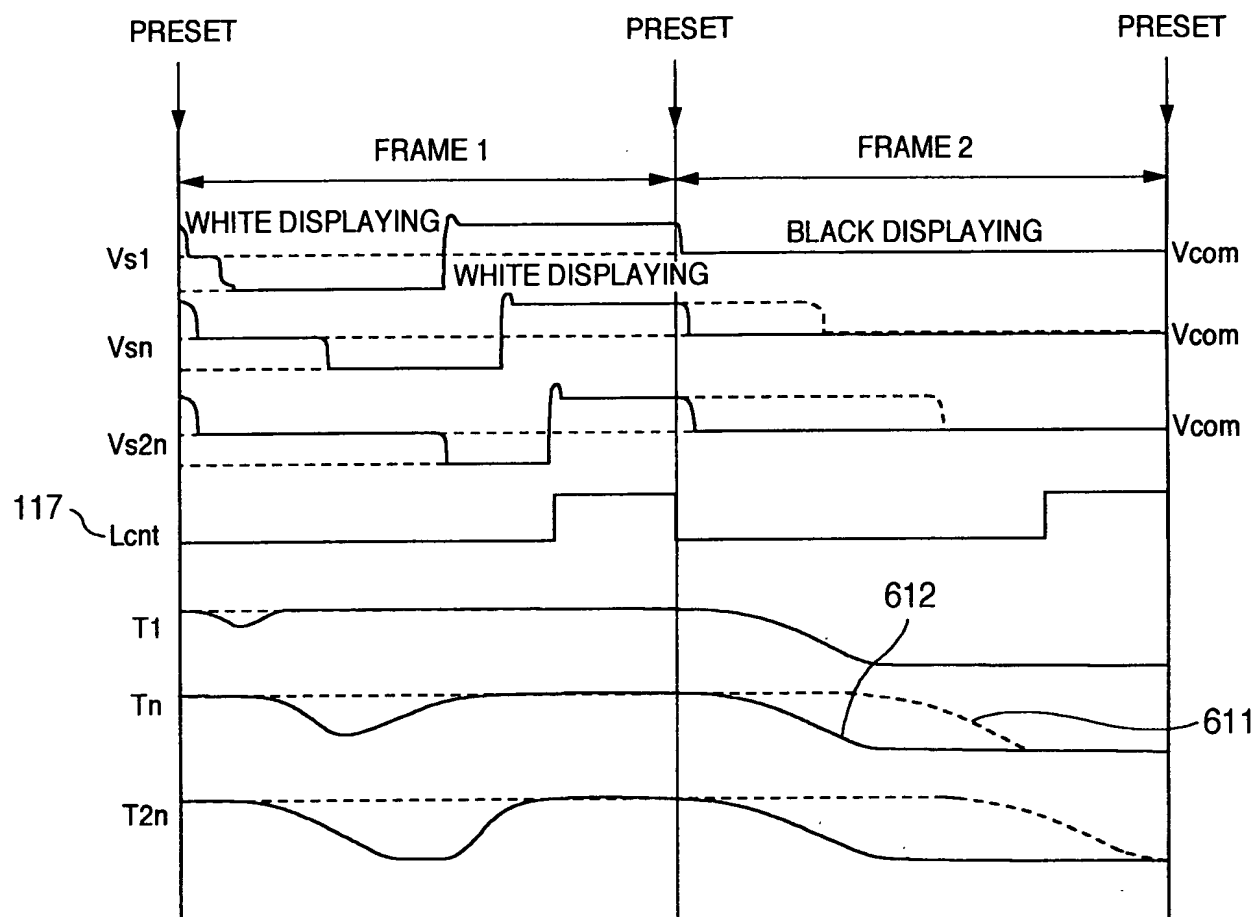 PRESET PRESET PRESET
FRAME 1 FRAME 2
WHITE DISPLAYING BLACK DISPLAYING
Vs1 Vcom
WHITE DISPLAYING
Vsn Vcom
Vs2n Vcom
117 Lcnt
T1 612
Tn 611
T2n